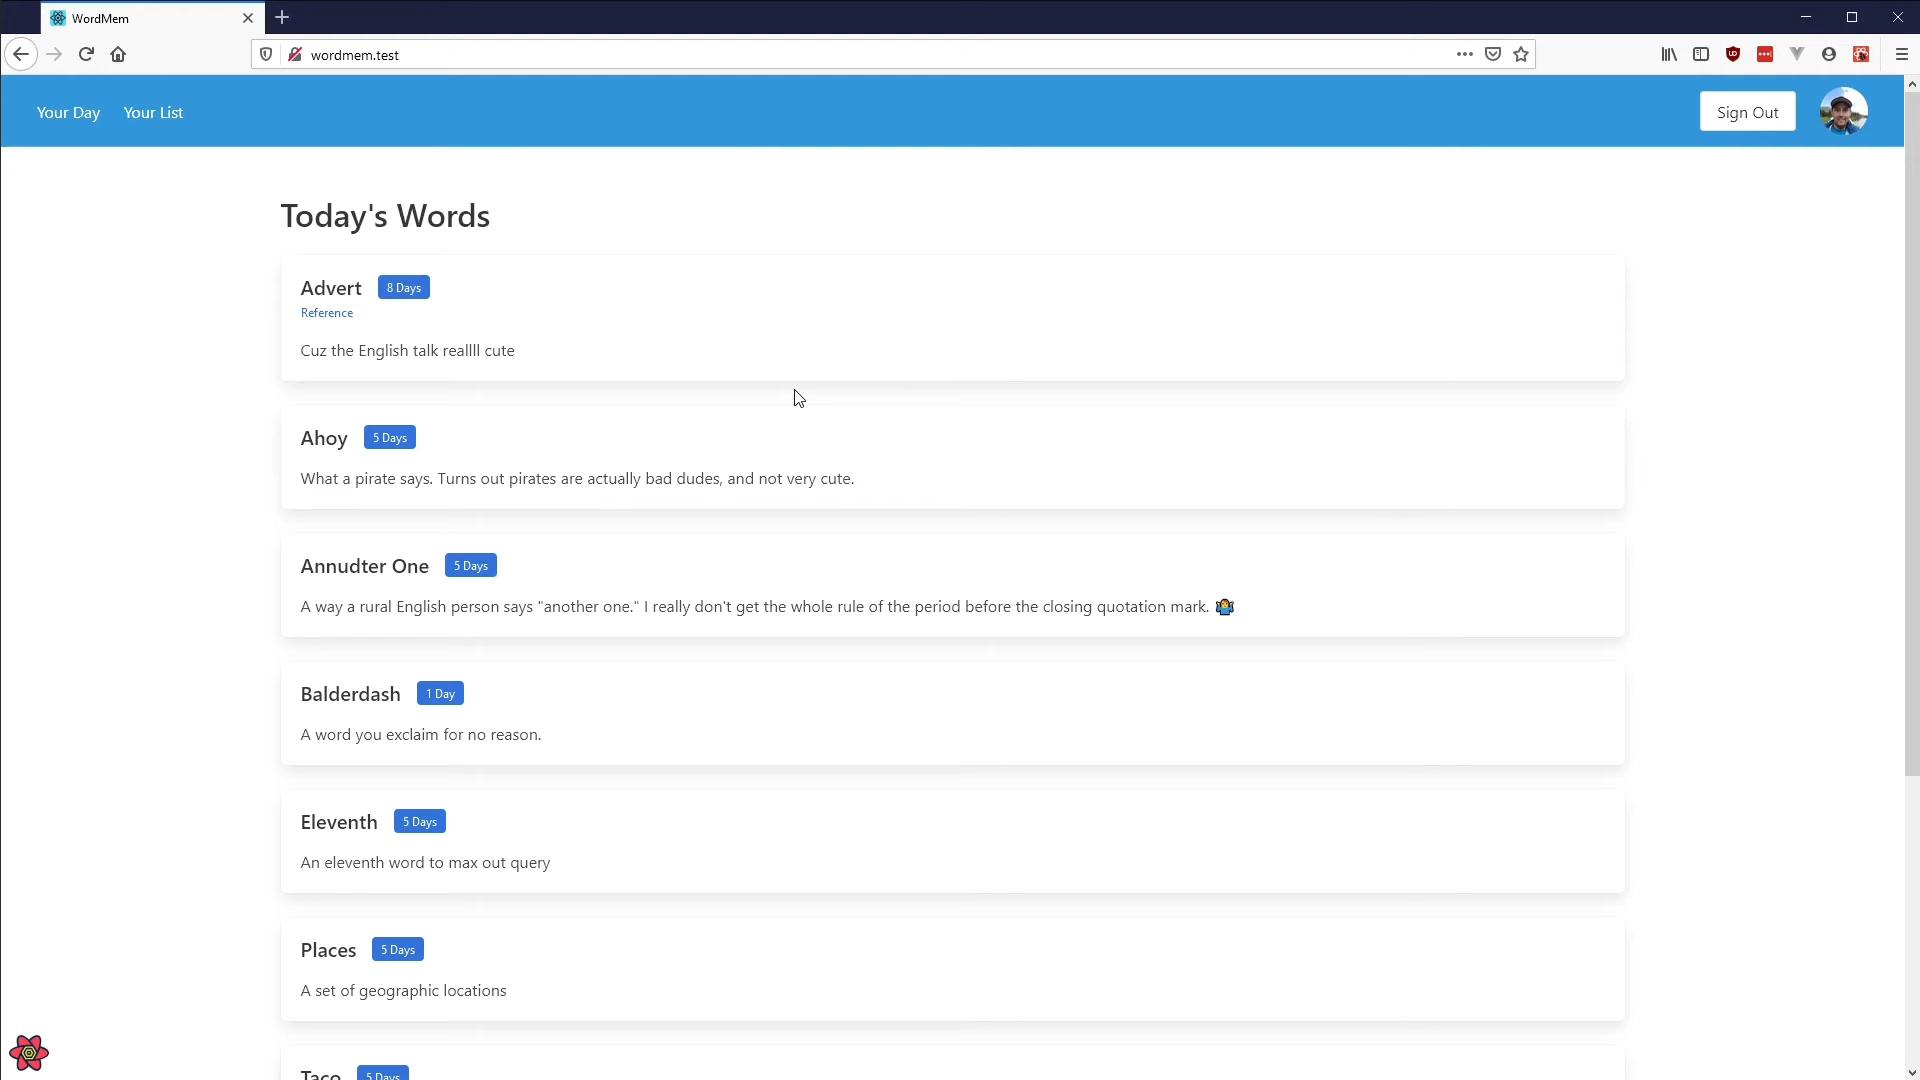 WordMem
wordmem.test
Your Day Your List Sign Out
Today's Words
Advert 8 Days
Reference
Cuz the English talk reallll cute
Ahoy 5 Days
What a pirate says. Turns out pirates are actually bad dudes, and not very cute.
Annudter One 5 Days
A way a rural English person says "another one." I really don't get the whole rule of the period before the closing quotation mark. 🤷
Balderdash 1 Day
A word you exclaim for no reason.
Eleventh 5 Days
An eleventh word to max out query
Places 5 Days
A set of geographic locations
Taco 5 Days